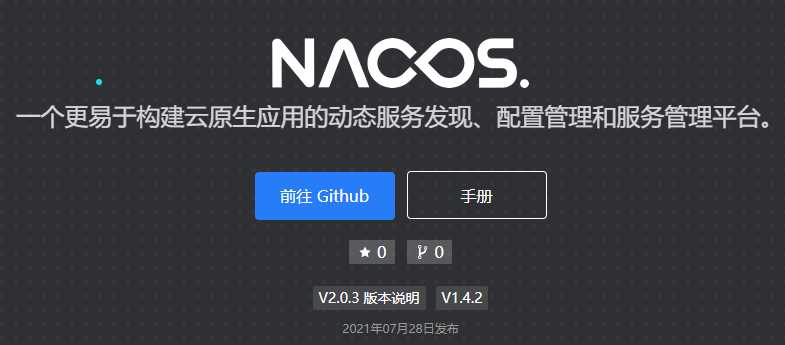 NACOS.
一个更易于构建云原生应用的动态服务发现、配置管理和服务管理平台。
前往 Github
手册
0
0
V2.0.3 版本说明
V1.4.2
2021年07月28日发布